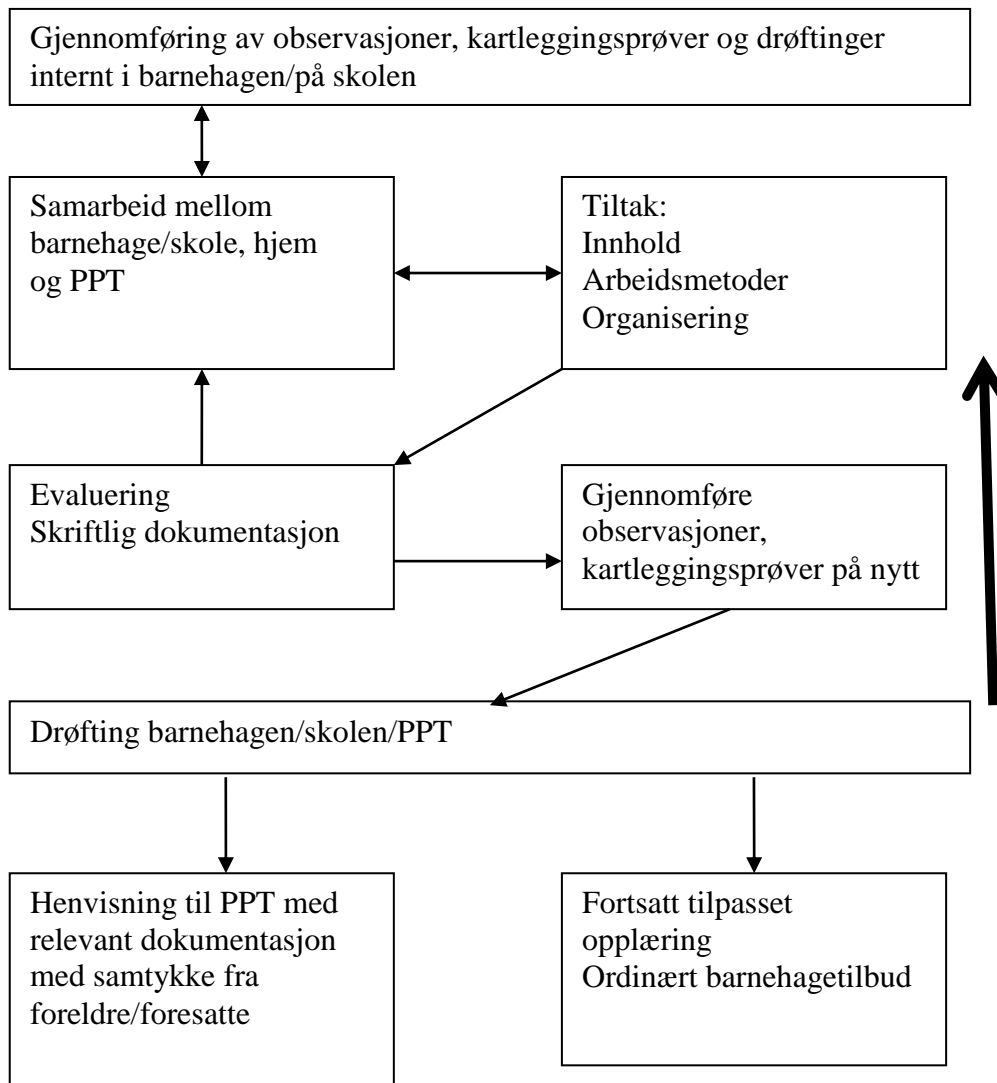 Gjennomføring av observasjoner, kartleggingsprøver og drøftinger
internt i barnehagen/på skolen
Samarbeid mellom
barnehage/skole, hjem
og PPT
Tiltak:
Innhold
Arbeidsmetoder
Organisering
Evaluering
Skriftlig dokumentasjon
Gjennomføre
observasjoner,
kartleggingsprøver på nytt
Drøfting barnehagen/skolen/PPT
Henvisning til PPT med
relevant dokumentasjon
med samtykke fra
foreldre/foresatte
Fortsatt tilpasset
opplæring
Ordinært barnehagetilbud